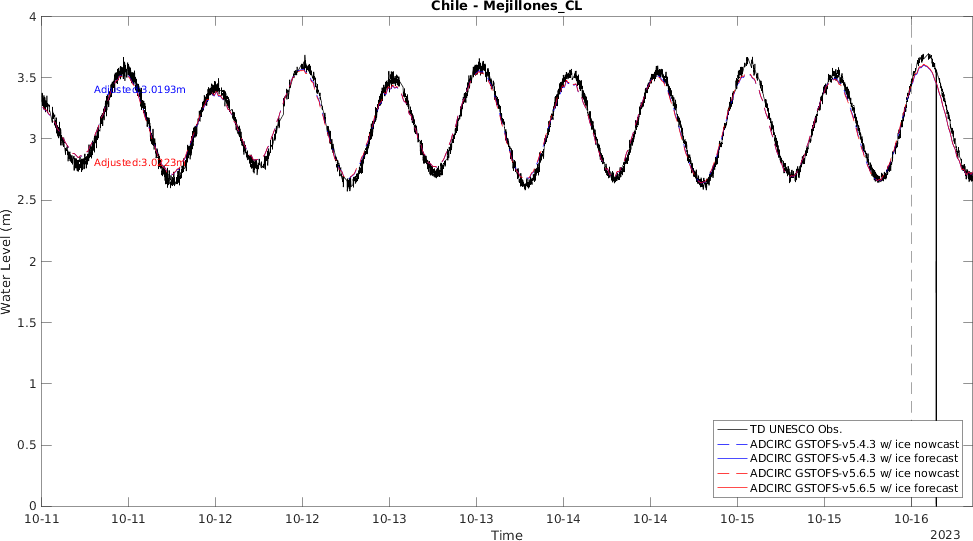 Chile - Mejillones_CL
4
3.5
3
2.5
2
1.5
1
0.5
0
Water Level (m)
Adjusted:3.0193m
Adjusted:3.0123m
TD UNESCO Obs.
ADCIRC GSTOFS-v5.4.3 w/ ice nowcast
ADCIRC GSTOFS-v5.4.3 w/ ice forecast
ADCIRC GSTOFS-v5.6.5 w/ ice nowcast
ADCIRC GSTOFS-v5.6.5 w/ ice forecast
10-11 10-11 10-12 10-12 10-13 10-13 10-14 10-14 10-15 10-15 10-16
Time
2023